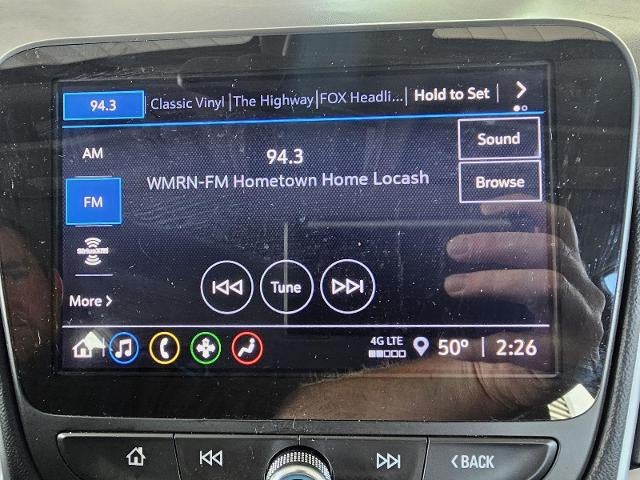 94.3 Classic Vinyl The Highway FOX Headli... Hold to Set
AM
94.3
Sound
WMRN-FM Hometown Home Locash
Browse
FM
SiriusXM
Tune
More
4G LTE
50° 2:26
BACK